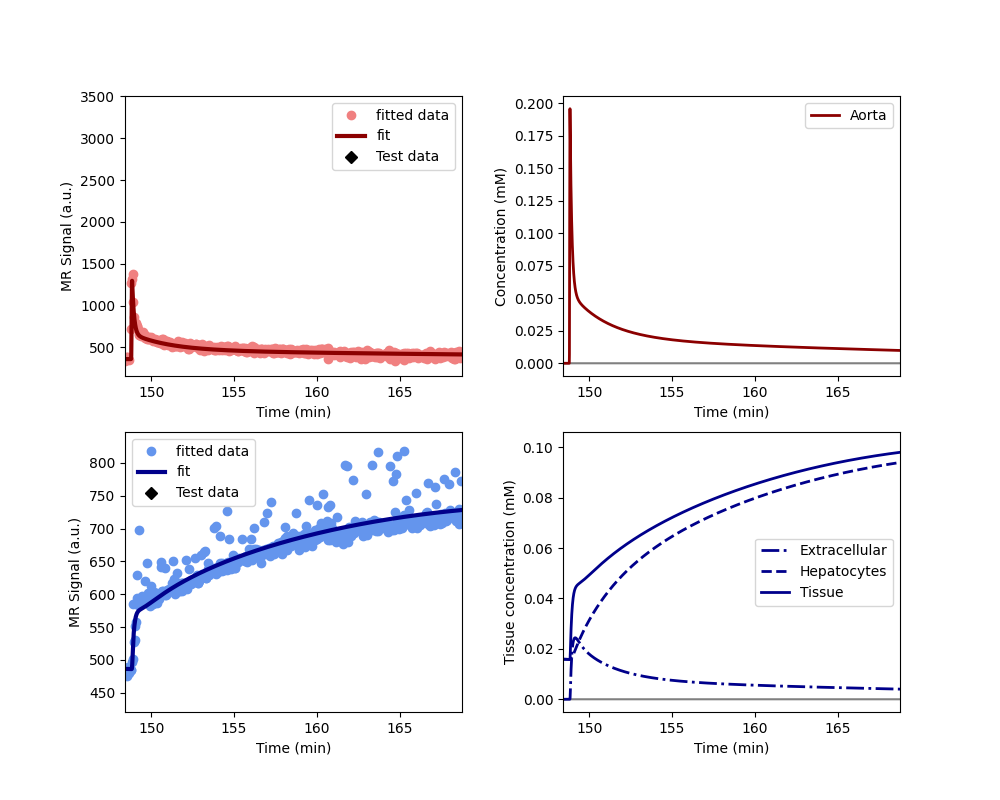 3500
3000
2500
2000
1500
1000
500
150
155
160
165
MR Signal (a.u.)
Time (min)
fitted data
fit
Test data
0.200
0.175
0.150
0.125
0.100
0.075
0.050
0.025
0.000
150
155
160
165
Concentration (mM)
Time (min)
Aorta
800
750
700
650
600
550
500
450
150
155
160
165
MR Signal (a.u.)
Time (min)
fitted data
fit
Test data
0.10
0.08
0.06
0.04
0.02
0.00
150
155
160
165
Tissue concentration (mM)
Time (min)
Extracellular
Hepatocytes
Tissue